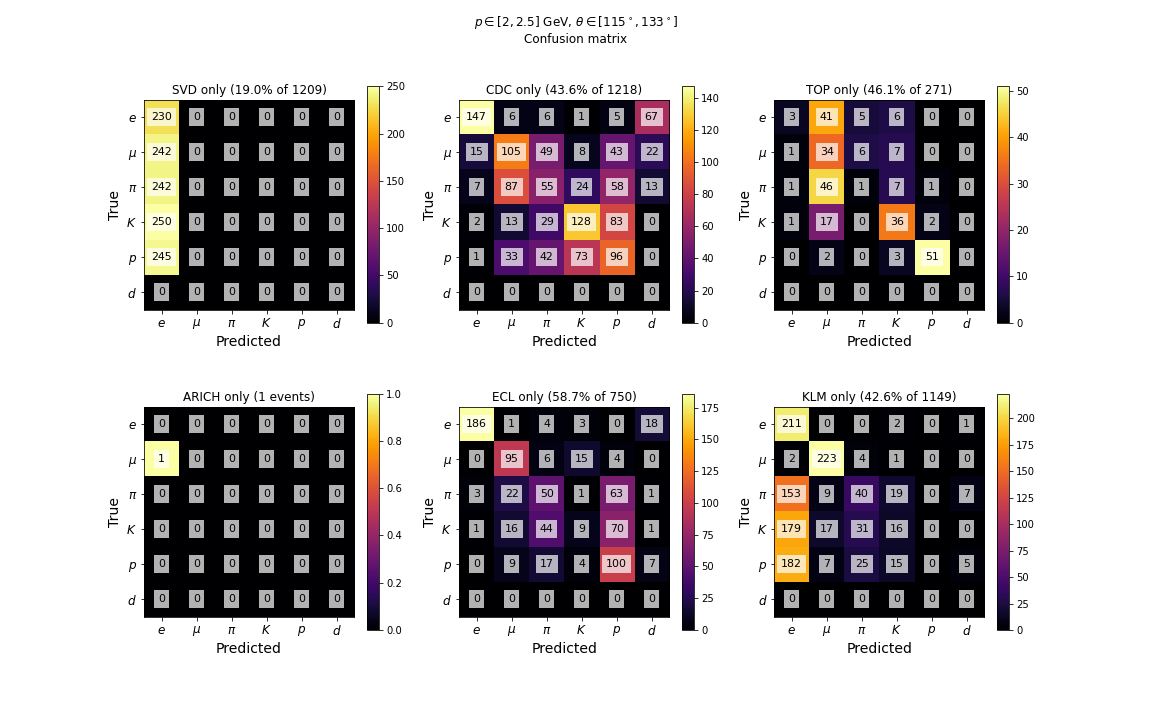 p ∈ [2, 2.5] GeV, θ ∈ [115°, 133°]
Confusion matrix
SVD only (19.0% of 1209)
e 230 0 0 0 0 0
μ 242 0 0 0 0 0
π 242 0 0 0 0 0
K 250 0 0 0 0 0
p 245 0 0 0 0 0
d 0 0 0 0 0 0
e μ π K p d
Predicted
True
250
200
150
100
50
0
CDC only (43.6% of 1218)
e 147 6 6 1 5 67
μ 15 105 49 8 43 22
π 7 87 55 24 58 13
K 2 13 29 128 83 0
p 1 33 42 73 96 0
d 0 0 0 0 0 0
e μ π K p d
Predicted
True
140
120
100
80
60
40
20
0
TOP only (46.1% of 271)
e 3 41 5 6 0 0
μ 1 34 6 7 0 0
π 1 46 1 7 1 0
K 1 17 0 36 2 0
p 0 2 0 3 51 0
d 0 0 0 0 0 0
e μ π K p d
Predicted
True
50
40
30
20
10
0
ARICH only (1 events)
e 0 0 0 0 0 0
μ 1 0 0 0 0 0
π 0 0 0 0 0 0
K 0 0 0 0 0 0
p 0 0 0 0 0 0
d 0 0 0 0 0 0
e μ π K p d
Predicted
True
1.0
0.8
0.6
0.4
0.2
0.0
ECL only (58.7% of 750)
e 186 1 4 3 0 18
μ 0 95 6 15 4 0
π 3 22 50 1 63 1
K 1 16 44 9 70 1
p 0 9 17 4 100 7
d 0 0 0 0 0 0
e μ π K p d
Predicted
True
175
150
125
100
75
50
25
0
KLM only (42.6% of 1149)
e 211 0 0 2 0 1
μ 2 223 4 1 0 0
π 153 9 40 19 0 7
K 179 17 31 16 0 0
p 182 7 25 15 0 5
d 0 0 0 0 0 0
e μ π K p d
Predicted
True
200
175
150
125
100
75
50
25
0